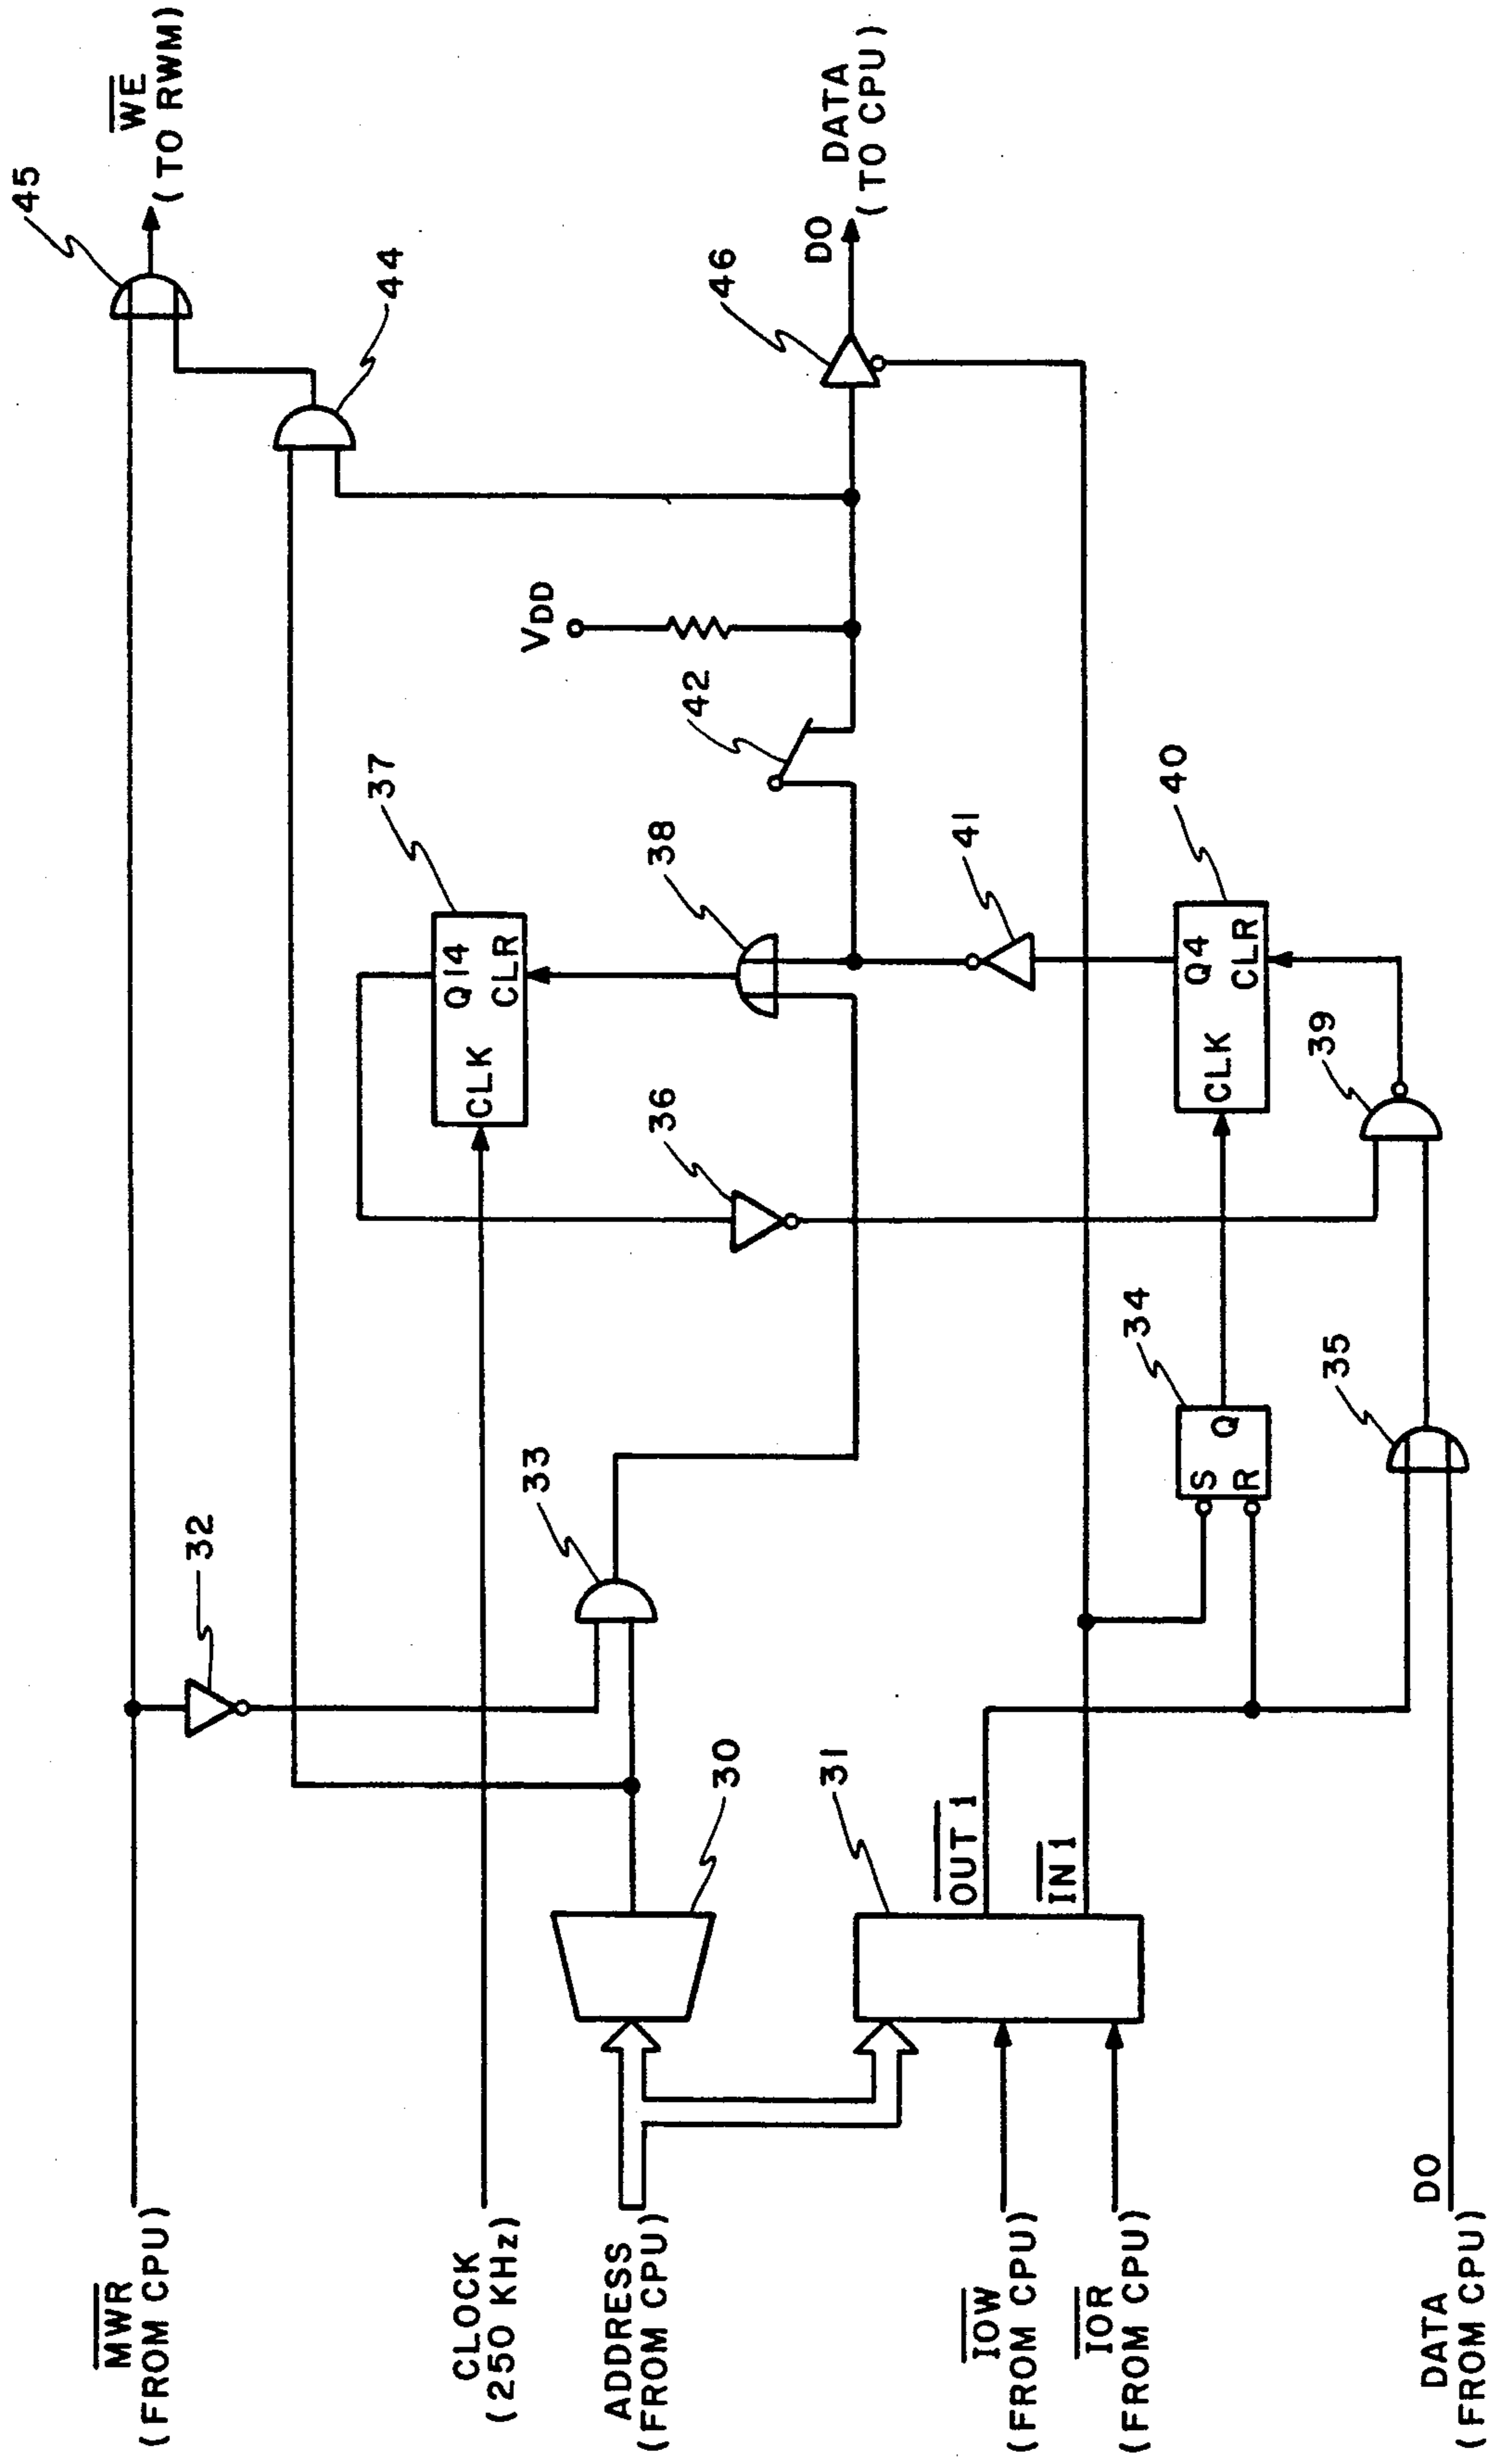 MWR
(FROM CPU)
CLOCK
(250 KHz)
ADDRESS
(FROM CPU)
IOW
(FROM CPU)
IOR
(FROM CPU)
DATA
(FROM CPU)
DO
30
31
OUT 1
IN 1
32
33
34
S
R
Q
35
36
37
Q14
CLK
CLR
38
39
40
Q4
CLK
CLR
41
42
VDD
44
45
46
WE
(TO RWM)
DO
DATA
(TO CPU)